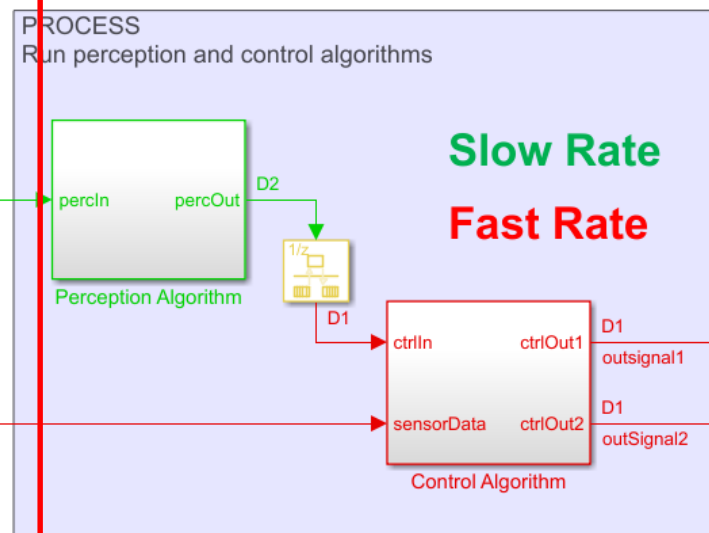 PROCESS
Run perception and control algorithms
Slow Rate
Fast Rate
percIn
percOut
D2
Perception Algorithm
1/z
D1
ctrlIn
ctrlOut1
D1
outsignal1
sensorData
ctrlOut2
D1
outSignal2
Control Algorithm